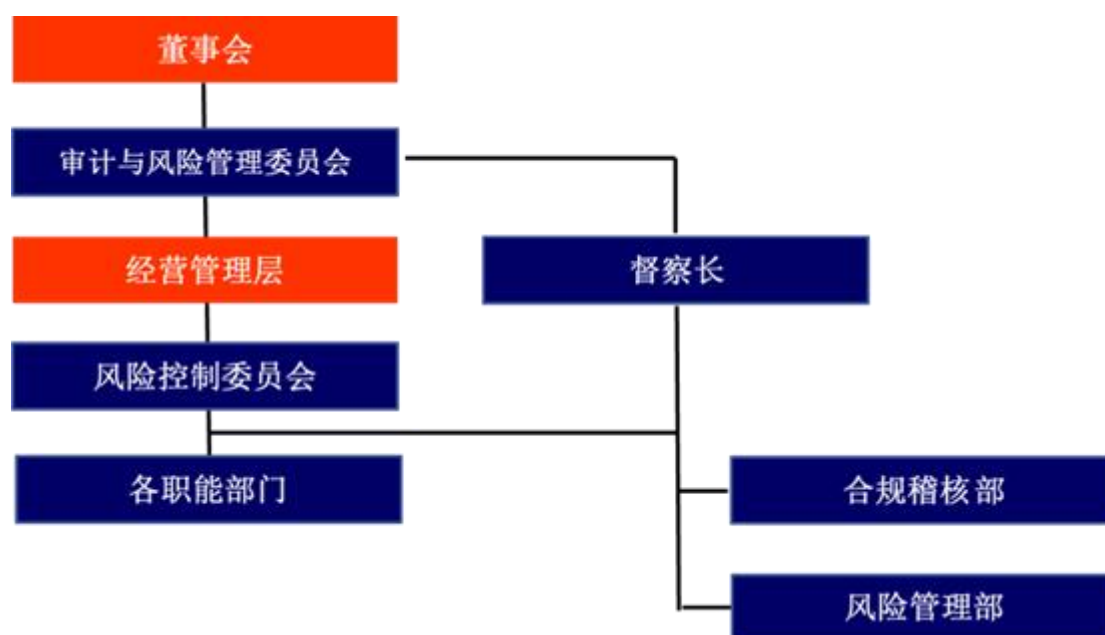 董事会
审计与风险管理委员会
经营管理层
督察长
风险控制委员会
各职能部门
合规稽核部
风险管理部